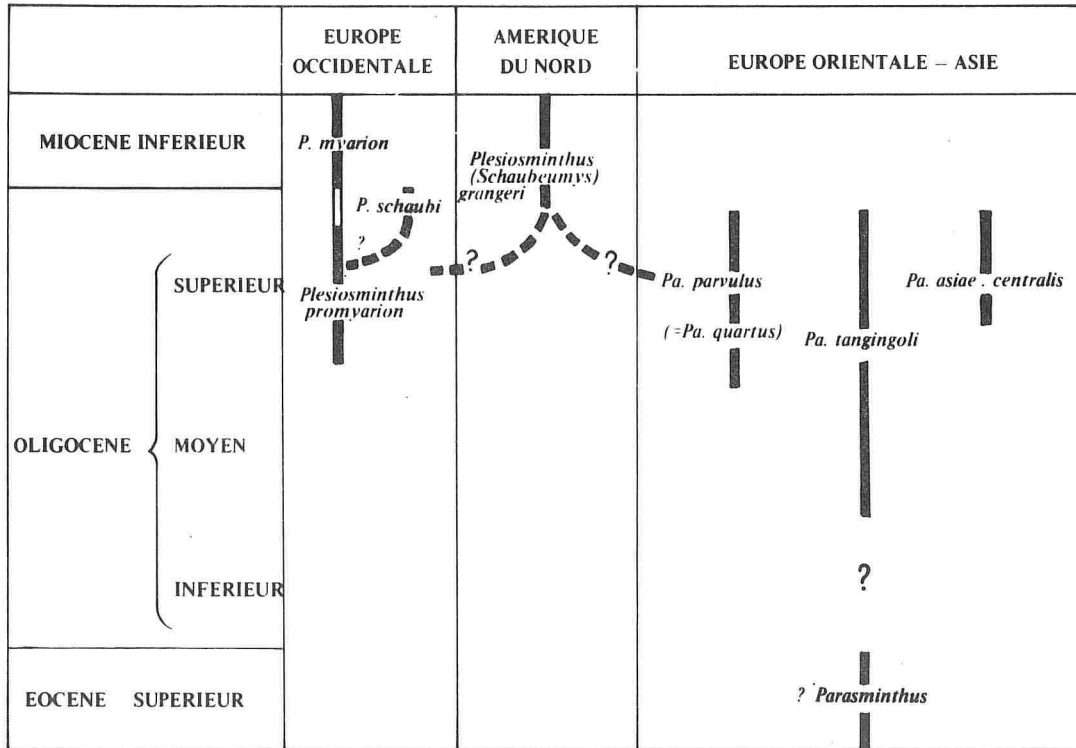 EUROPE
OCCIDENTALE
AMÉRIQUE
DU NORD
EUROPE ORIENTALE – ASIE
MIOCENE INFERIEUR
P. myarion
Plesiosminthus
(Schaubeumys)
grangeri
P. schaubi
?
?
?
OLIGOCENE
SUPERIEUR
Plesiosminthus
promyarion
Pa. parvulus
(=Pa. quartus)
Pa. tangingoli
Pa. asiae . centralis
MOYEN
INFERIEUR
?
EOCENE SUPERIEUR
? Parasminthus